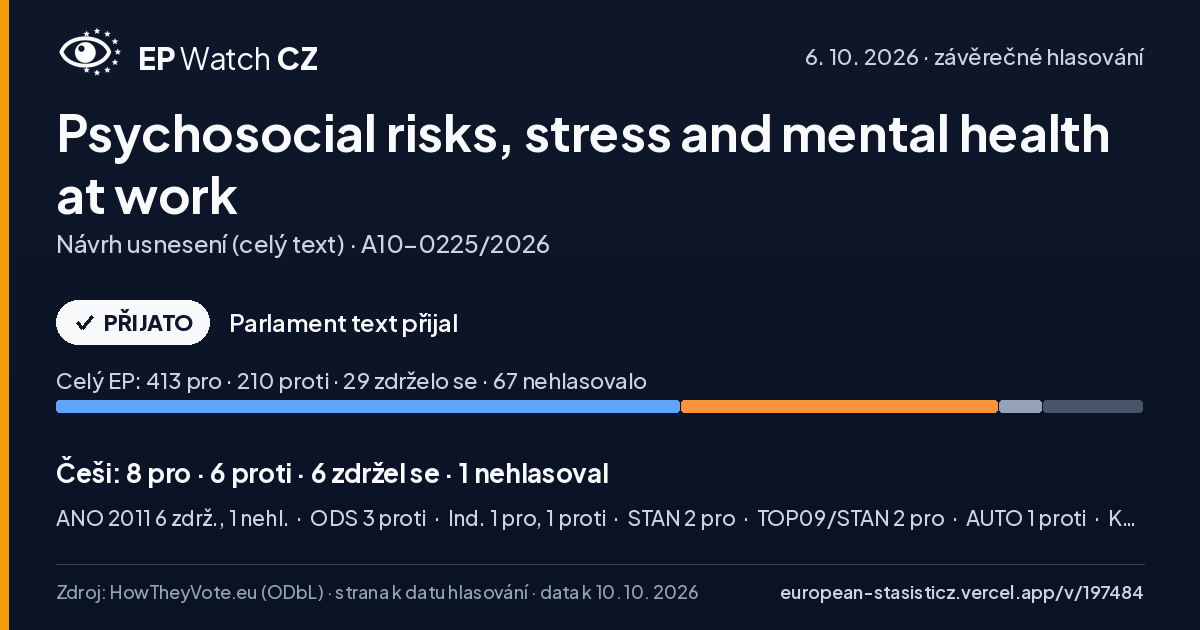 EP Watch CZ
6. 10. 2026 · závěrečné hlasování
Psychosocial risks, stress and mental health
at work
Návrh usnesení (celý text) · A10–0225/2026
✓ PŘIJATO
Parlament text přijal
Celý EP: 413 pro · 210 proti · 29 zdrželo se · 67 nehlasovalo
Češi: 8 pro · 6 proti · 6 zdržel se · 1 nehlasoval
ANO 2011 6 zdrž., 1 nehl. · ODS 3 proti · Ind. 1 pro, 1 proti · STAN 2 pro · TOP09/STAN 2 pro · AUTO 1 proti · K…
Zdroj: HowTheyVote.eu (ODbL) · strana k datu hlasování · data k 10. 10. 2026
european-stasisticz.vercel.app/v/197484